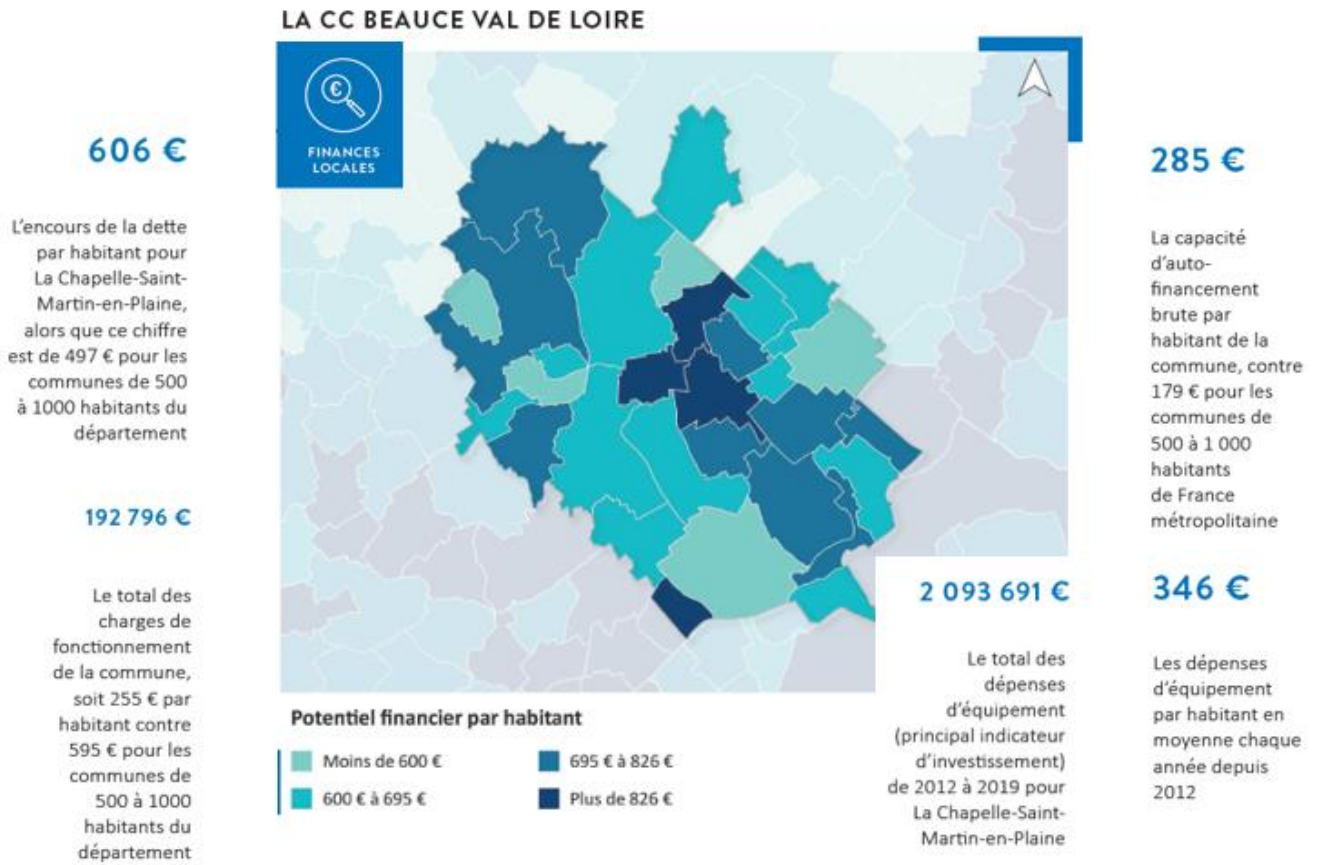 LA CC BEAUCE VAL DE LOIRE
€
FINANCES
LOCALES
606 €
L'encours de la dette
par habitant pour
La Chapelle-Saint-
Martin-en-Plaine,
alors que ce chiffre
est de 497 € pour les
communes de 500
à 1000 habitants du
département
192 796 €
Le total des
charges de
fonctionnement
de la commune,
soit 255 € par
habitant contre
595 € pour les
communes de
500 à 1000
habitants du
département
Potentiel financier par habitant
Moins de 600 €
600 € à 695 €
695 € à 826 €
Plus de 826 €
2 093 691 €
Le total des
dépenses
d'équipement
(principal indicateur
d'investissement)
de 2012 à 2019 pour
La Chapelle-Saint-
Martin-en-Plaine
285 €
La capacité
d'auto-
financement
brute par
habitant de la
commune, contre
179 € pour les
communes de
500 à 1 000
habitants
de France
métropolitaine
346 €
Les dépenses
d'équipement
par habitant en
moyenne chaque
année depuis
2012